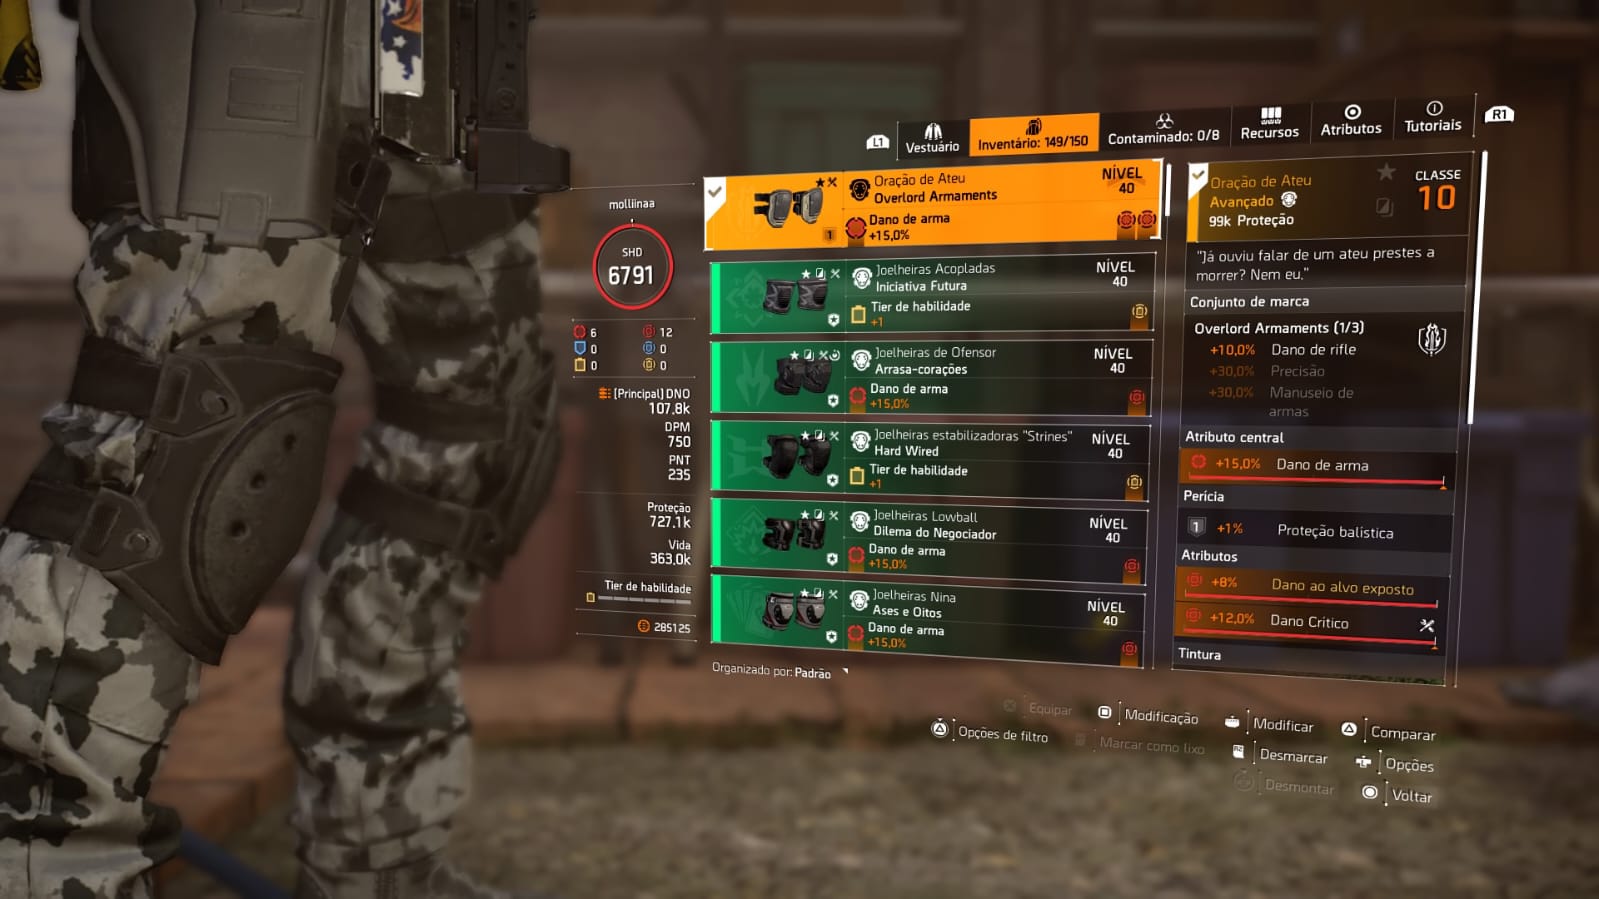 L1
Vestuário
Inventário: 149/150
Contaminado: 0/8
Recursos
Atributos
Tutoriais
R1
molliinaa
SHD
6791
6
12
0
0
0
0
[Principal] DNO
107.8k
DPM
750
PNT
235
Proteção
727.1k
Vida
363.0k
Tier de habilidade
285125
Oração de Ateu
Overlord Armaments
NÍVEL
40
Dano de arma
+15,0%
1
Joelheiras Acopladas
Iniciativa Futura
NÍVEL
40
Tier de habilidade
+1
Joelheiras de Ofensor
Arrasa-corações
NÍVEL
40
Dano de arma
+15,0%
Joelheiras estabilizadoras "Strines"
Hard Wired
NÍVEL
40
Tier de habilidade
+1
Joelheiras Lowball
Dilema do Negociador
NÍVEL
40
Dano de arma
+15,0%
Joelheiras Nina
Ases e Oitos
NÍVEL
40
Dano de arma
+15,0%
Organizado por: Padrão
Oração de Ateu
Avançado
99k Proteção
CLASSE
10
"Já ouviu falar de um ateu prestes a
morrer? Nem eu."
Conjunto de marca
Overlord Armaments (1/3)
+10,0% Dano de rifle
+30,0% Precisão
+30,0% Manuseio de
armas
Atributo central
+15,0% Dano de arma
Perícia
1 +1% Proteção balística
Atributos
+8% Dano ao alvo exposto
+12,0% Dano Crítico
Tintura
Equipar
Modificação
Modificar
Comparar
Opções de filtro
Marcar como lixo
R2
Desmarcar
Opções
Desmontar
Voltar